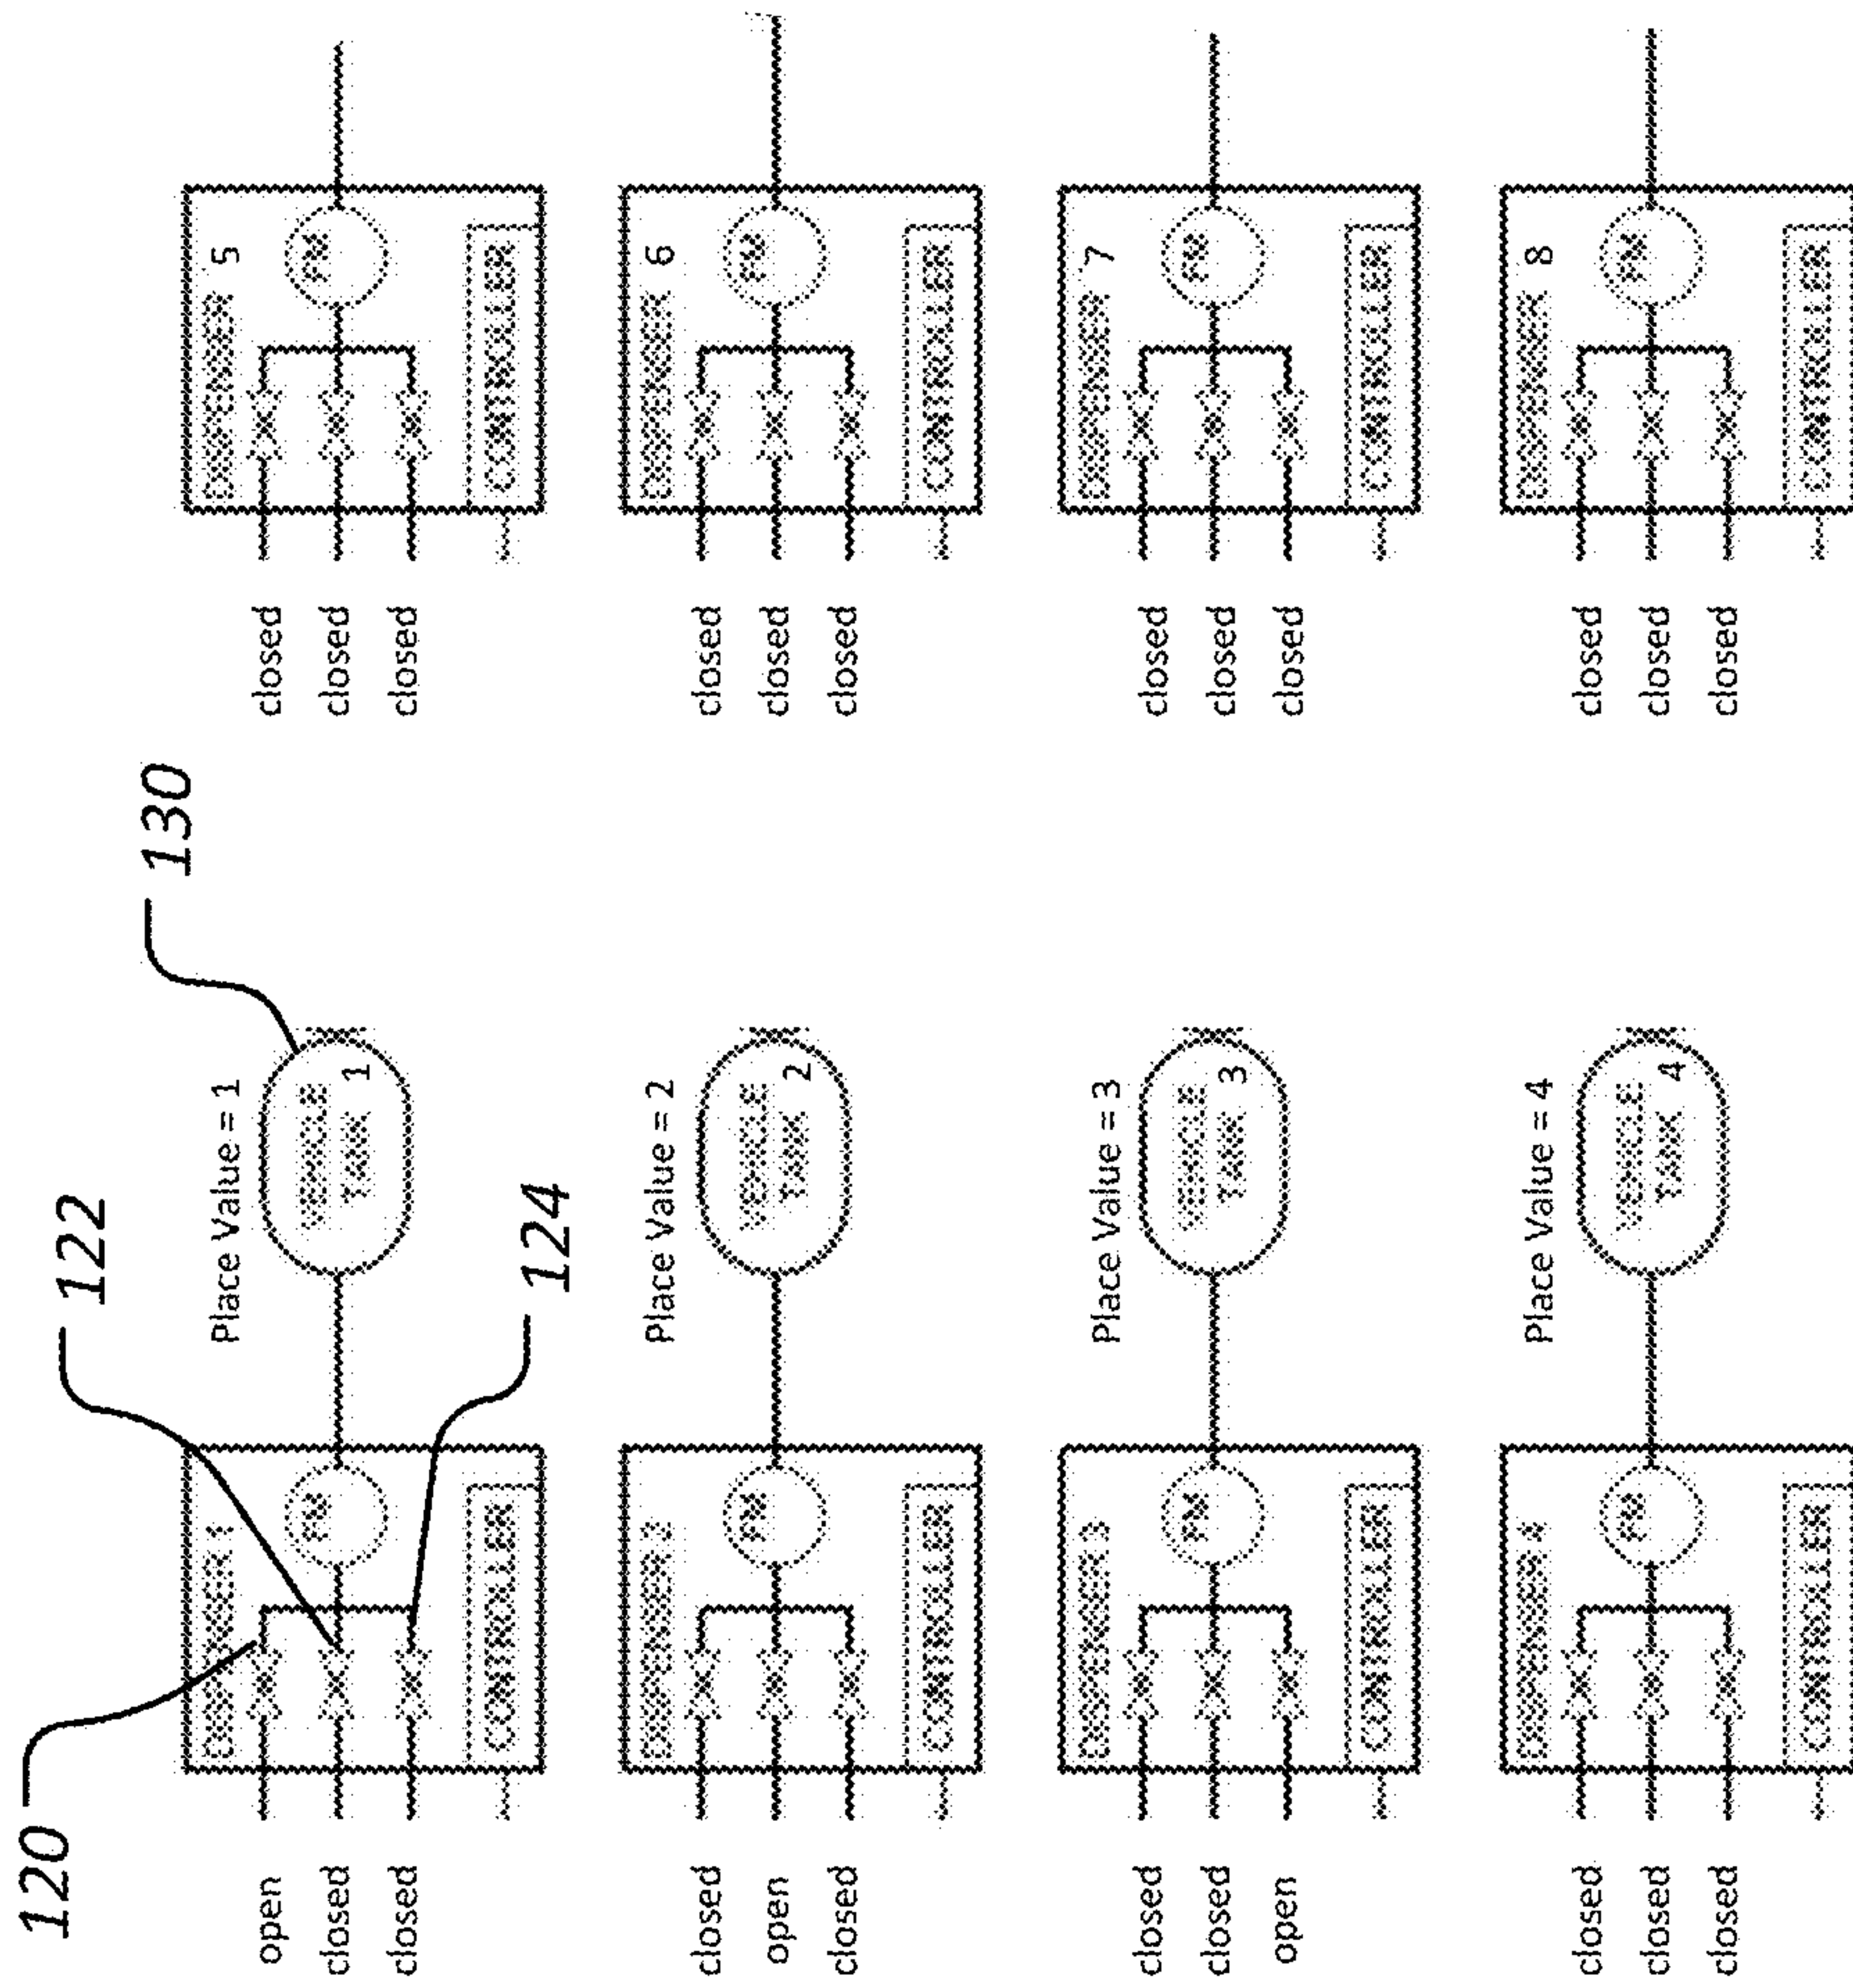 120
122
124
130
open
closed
closed
DISPENSER 1
FM
CONTROLLER
Place Value = 1
VEHICLE
TANK 1
closed
closed
closed
DISPENSER 5
FM
CONTROLLER
closed
open
closed
DISPENSER 2
FM
CONTROLLER
Place Value = 2
VEHICLE
TANK 2
closed
closed
closed
DISPENSER 6
FM
CONTROLLER
closed
closed
open
DISPENSER 3
FM
CONTROLLER
Place Value = 3
VEHICLE
TANK 3
closed
closed
closed
DISPENSER 7
FM
CONTROLLER
closed
closed
closed
DISPENSER 4
FM
CONTROLLER
Place Value = 4
VEHICLE
TANK 4
closed
closed
closed
DISPENSER 8
FM
CONTROLLER